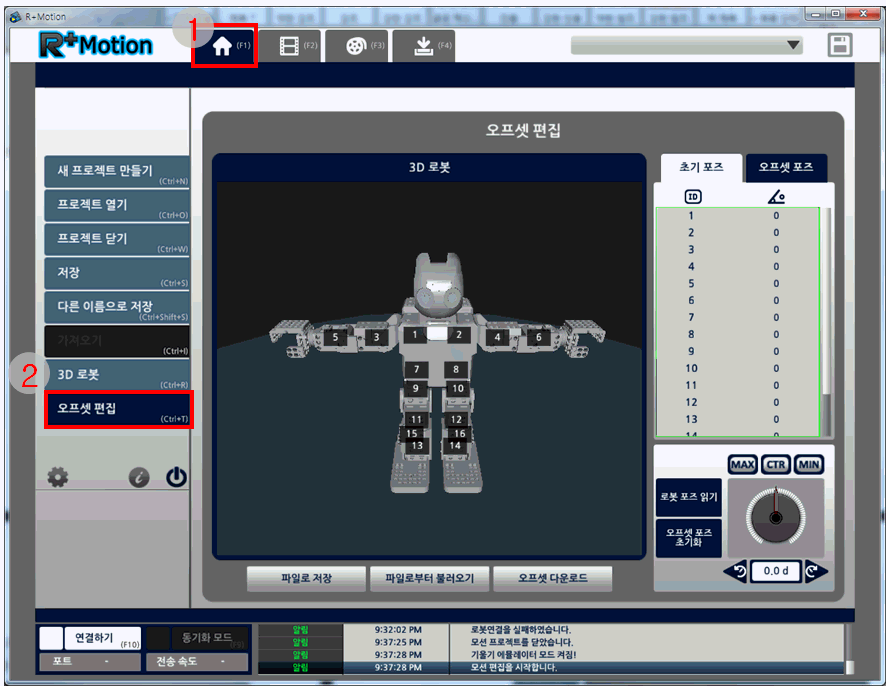 R+Motion
R+Motion
1
(F1)
(F2)
(F3)
(F4)
새 프로젝트 만들기
(Ctrl+N)
프로젝트 열기
(Ctrl+O)
프로젝트 닫기
(Ctrl+W)
저장
(Ctrl+S)
다른 이름으로 저장
(Ctrl+Shift+S)
가져오기
(Ctrl+I)
2
3D 로봇
(Ctrl+R)
오프셋 편집
(Ctrl+T)
오프셋 편집
3D 로봇
5 3 1 2 4 6
7 8
9 10
11 12
15 16
13 14
파일로 저장
파일로부터 불러오기
오프셋 다운로드
초기 포즈
오프셋 포즈
ID
1 0
2 0
3 0
4 0
5 0
6 0
7 0
8 0
9 0
10 0
11 0
12 0
13 0
14 0
MAX CTR MIN
로봇 포즈 읽기
오프셋 포즈
초기화
0.0 d
연결하기 (F10)
동기화 모드 (F9)
포트 -
전송 속도 -
알림 9:32:02 PM 로봇연결을 실패하였습니다.
알림 9:37:25 PM 모션 프로젝트를 닫았습니다.
알림 9:37:28 PM 기울기 에뮬레이터 모드 켜짐!
알림 9:37:28 PM 모션 편집을 시작합니다.